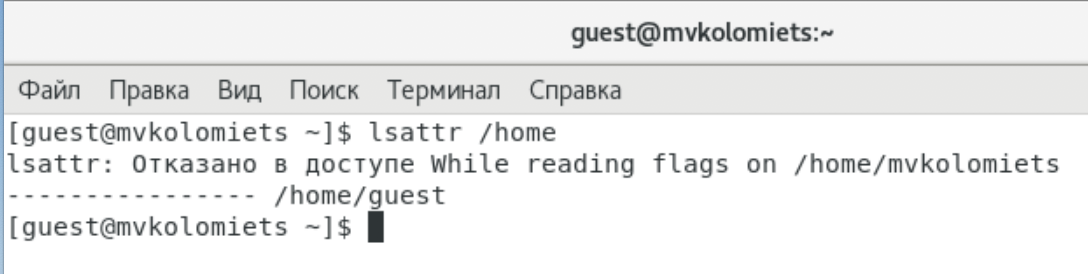 guest@mvkolomiets:~
Файл Правка Вид Поиск Терминал Справка
[guest@mvkolomiets ~]$ lsattr /home
lsattr: Отказано в доступе While reading flags on /home/mvkolomiets
---------------- /home/guest
[guest@mvkolomiets ~]$